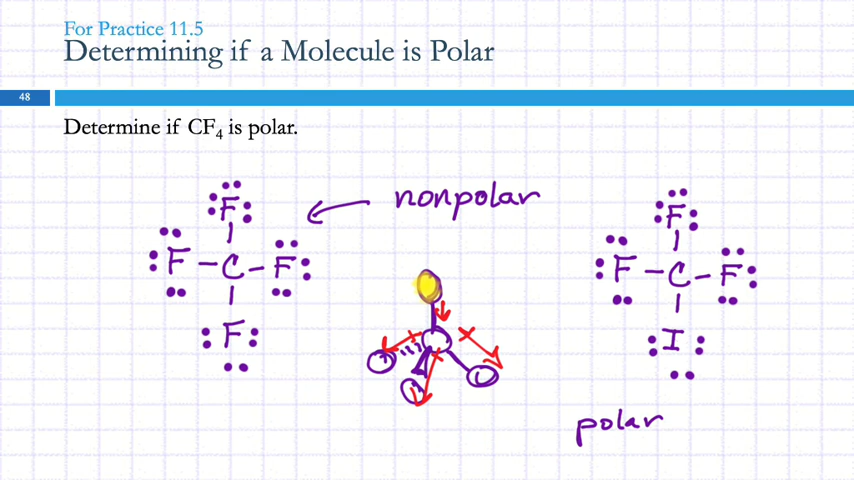 For Practice 11.5
Determining if a Molecule is Polar
48
Determine if CF₄ is polar.
nonpolar
F
F – C – F
F
F
F – C – F
I
polar